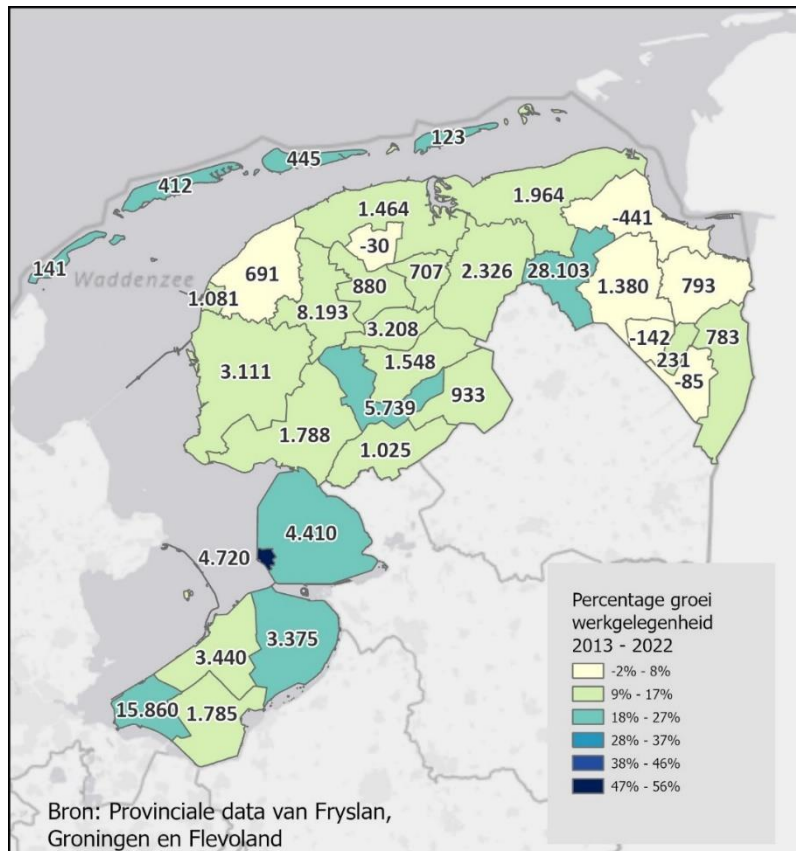 123
445
412
141
Waddenzee
1.964
1.464
-441
-30
691
707
2.326
28.103
1.380
793
880
1.081
8.193
3.208
-142
783
231
1.548
-85
3.111
933
5.739
1.788
1.025
4.410
4.720
3.375
3.440
15.860
1.785
Percentage groei
werkgelegenheid
2013 - 2022
-2% - 8%
9% - 17%
18% - 27%
28% - 37%
38% - 46%
47% - 56%
Bron: Provinciale data van Fryslan,
Groningen en Flevoland